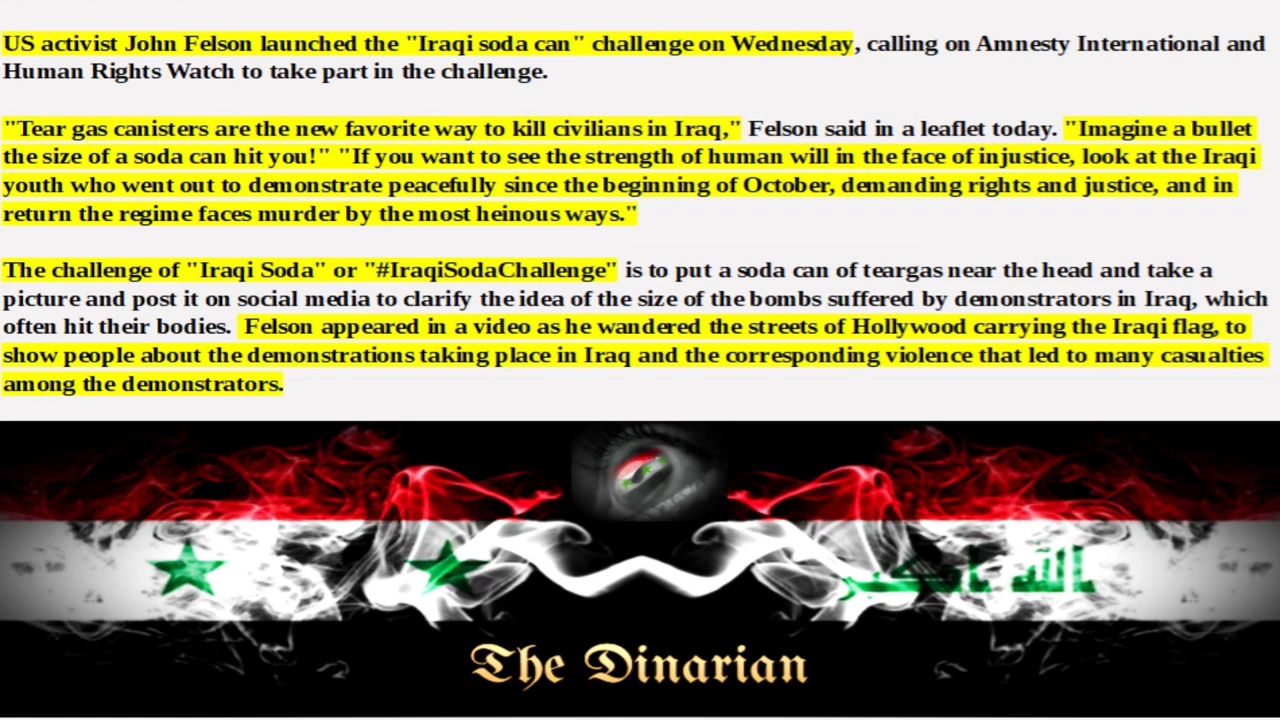 US activist John Felson launched the "Iraqi soda can" challenge on Wednesday, calling on Amnesty International and
Human Rights Watch to take part in the challenge.
"Tear gas canisters are the new favorite way to kill civilians in Iraq," Felson said in a leaflet today. "Imagine a bullet
the size of a soda can hit you!" "If you want to see the strength of human will in the face of injustice, look at the Iraqi
youth who went out to demonstrate peacefully since the beginning of October, demanding rights and justice, and in
return the regime faces murder by the most heinous ways."
The challenge of "Iraqi Soda" or "#IraqiSodaChallenge" is to put a soda can of teargas near the head and take a
picture and post it on social media to clarify the idea of the size of the bombs suffered by demonstrators in Iraq, which
often hit their bodies. Felson appeared in a video as he wandered the streets of Hollywood carrying the Iraqi flag, to
show people about the demonstrations taking place in Iraq and the corresponding violence that led to many casualties
among the demonstrators.
الله اكبر
The Dinarian